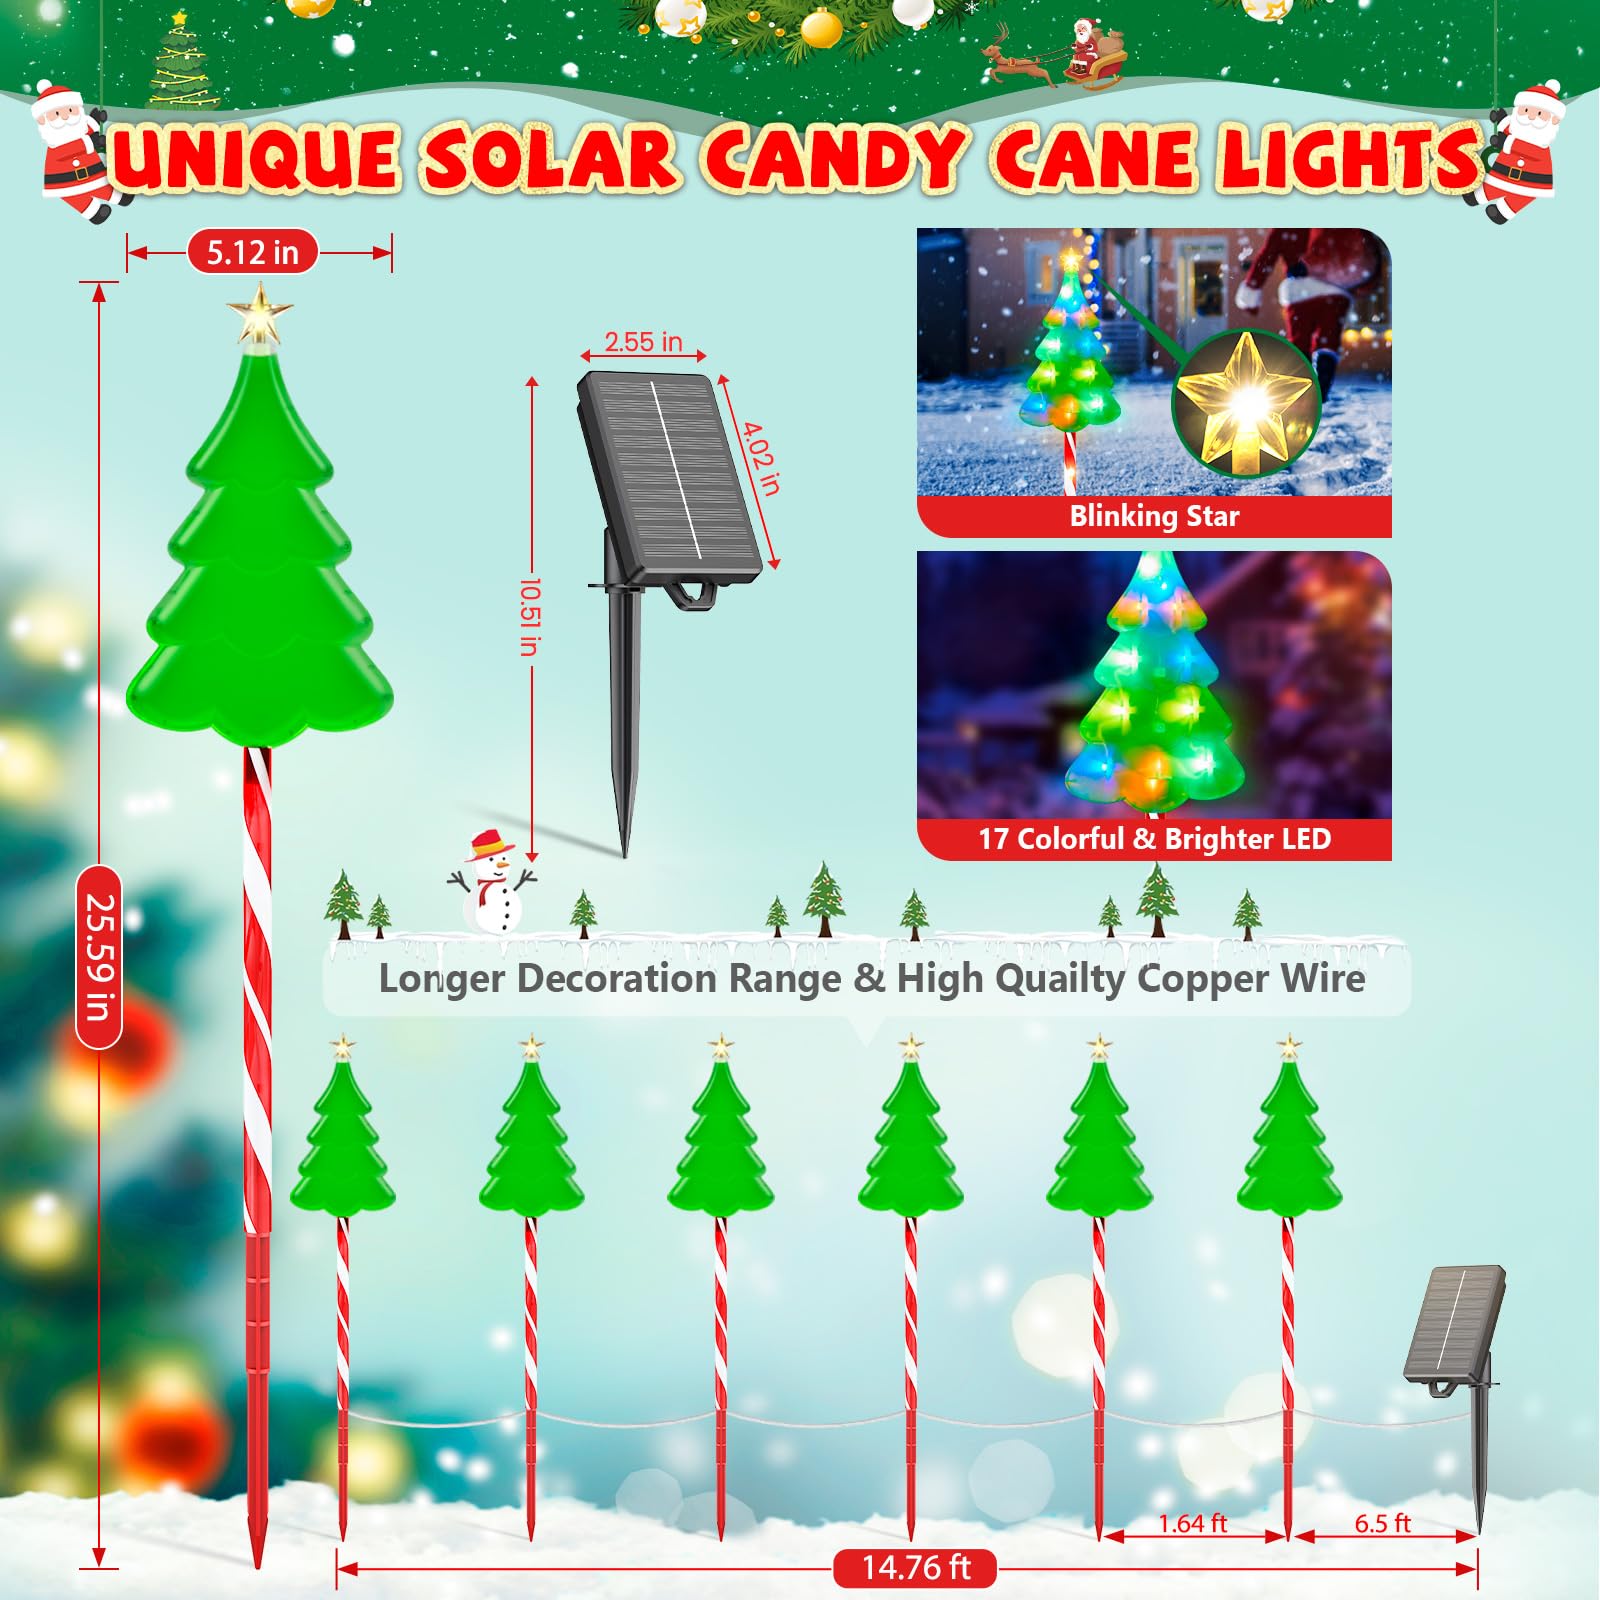 UNIQUE SOLAR CANDY CANE LIGHTS
5.12 in
25.59 in
2.55 in
4.02 in
10.51 in
Blinking Star
17 Colorful & Brighter LED
Longer Decoration Range & High Quailty Copper Wire
1.64 ft
6.5 ft
14.76 ft